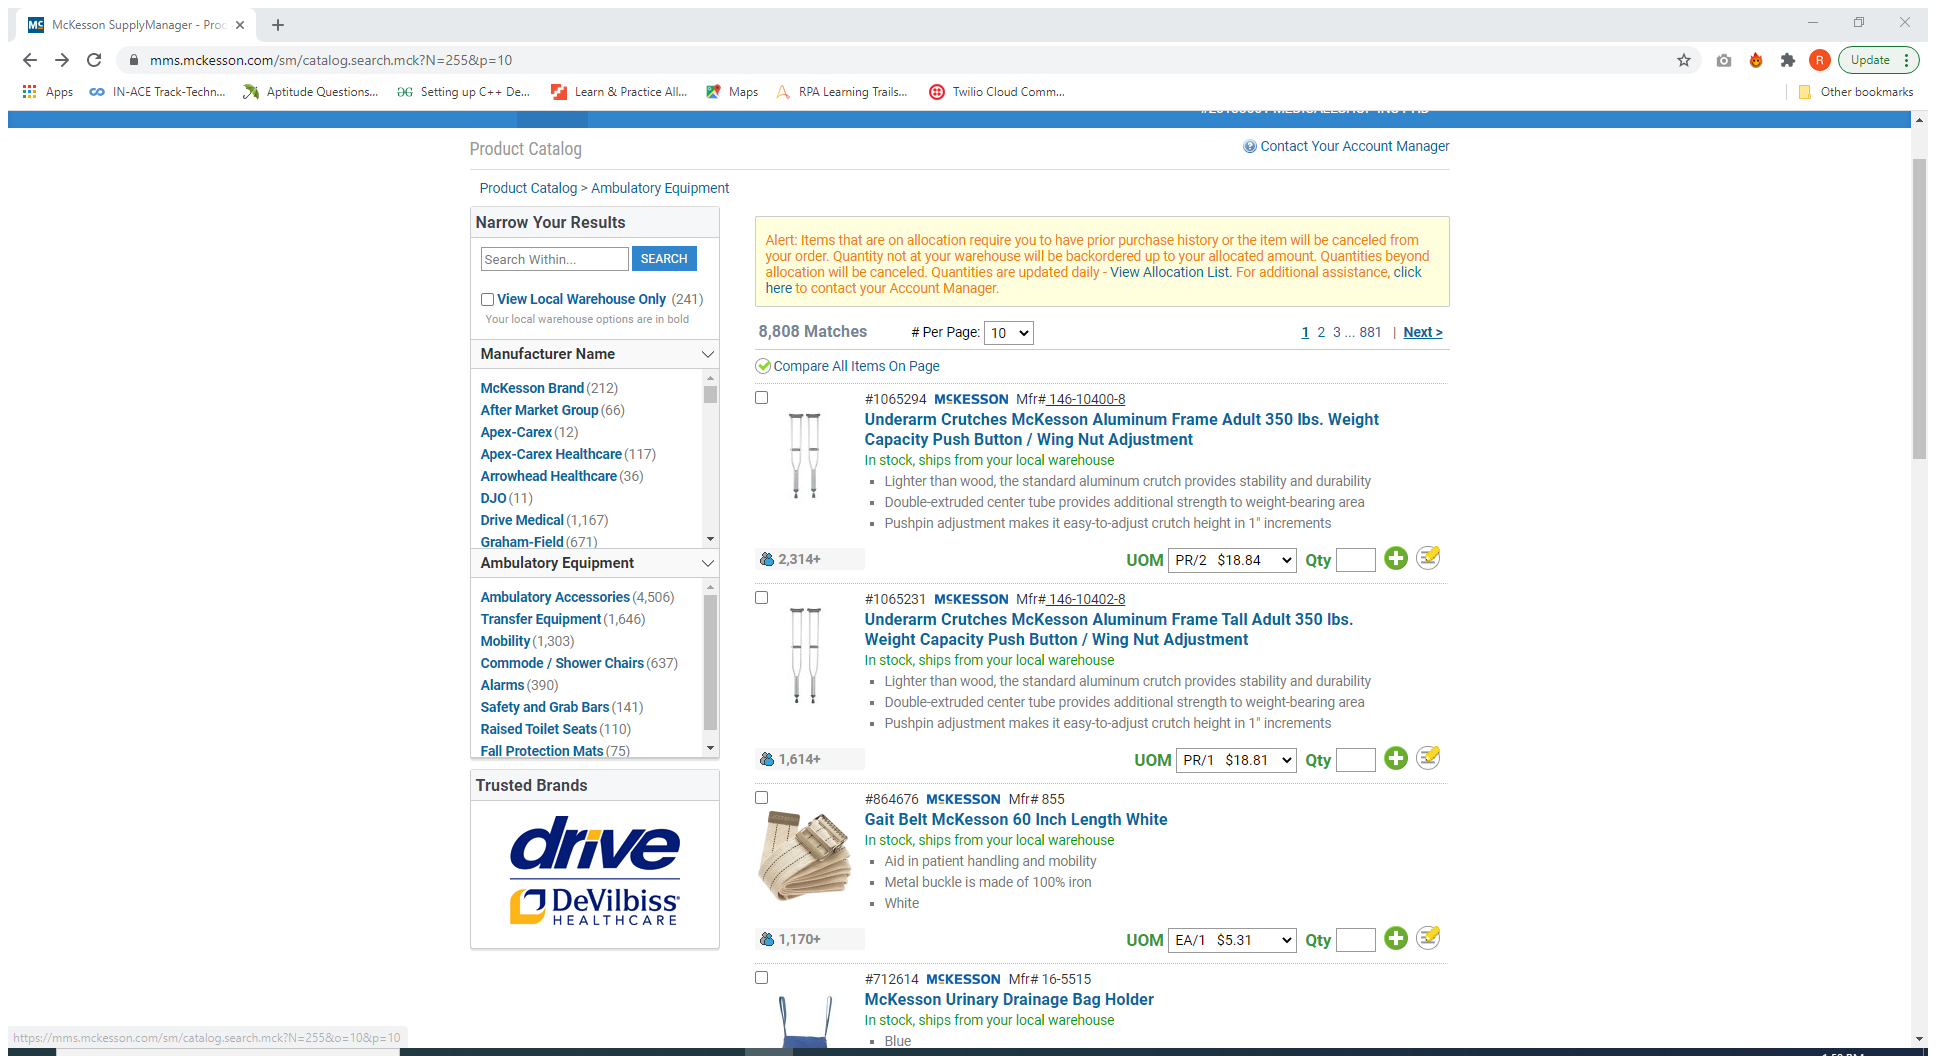 McKesson SupplyManager - Proc
mms.mckesson.com/sm/catalog.search.mck?N=255&p=10
R
Update
Apps
IN-ACE Track-Techn...
Aptitude Questions...
Setting up C++ De...
Learn & Practice All...
Maps
RPA Learning Trails...
Twilio Cloud Comm...
Other bookmarks
Product Catalog
Contact Your Account Manager
Product Catalog > Ambulatory Equipment
Narrow Your Results
Search Within...
SEARCH
View Local Warehouse Only (241)
Your local warehouse options are in bold
Manufacturer Name
McKesson Brand (212)
After Market Group (66)
Apex-Carex (12)
Apex-Carex Healthcare (117)
Arrowhead Healthcare (36)
DJO (11)
Drive Medical (1,167)
Graham-Field (671)
Ambulatory Equipment
Ambulatory Accessories (4,506)
Transfer Equipment (1,646)
Mobility (1,303)
Commode / Shower Chairs (637)
Alarms (390)
Safety and Grab Bars (141)
Raised Toilet Seats (110)
Fall Protection Mats (75)
Trusted Brands
drive
DeVilbiss
HEALTHCARE
Alert: Items that are on allocation require you to have prior purchase history or the item will be canceled from
your order. Quantity not at your warehouse will be backordered up to your allocated amount. Quantities beyond
allocation will be canceled. Quantities are updated daily - View Allocation List. For additional assistance, click
here to contact your Account Manager.
8,808 Matches
# Per Page: 10
1 2 3 ... 881 | Next >
Compare All Items On Page
#1065294 McKESSON Mfr# 146-10400-8
Underarm Crutches McKesson Aluminum Frame Adult 350 lbs. Weight
Capacity Push Button / Wing Nut Adjustment
In stock, ships from your local warehouse
Lighter than wood, the standard aluminum crutch provides stability and durability
Double-extruded center tube provides additional strength to weight-bearing area
Pushpin adjustment makes it easy-to-adjust crutch height in 1" increments
2,314+
UOM PR/2 $18.84 Qty
#1065231 McKESSON Mfr# 146-10402-8
Underarm Crutches McKesson Aluminum Frame Tall Adult 350 lbs.
Weight Capacity Push Button / Wing Nut Adjustment
In stock, ships from your local warehouse
Lighter than wood, the standard aluminum crutch provides stability and durability
Double-extruded center tube provides additional strength to weight-bearing area
Pushpin adjustment makes it easy-to-adjust crutch height in 1" increments
1,614+
UOM PR/1 $18.81 Qty
#864676 McKESSON Mfr# 855
Gait Belt McKesson 60 Inch Length White
In stock, ships from your local warehouse
Aid in patient handling and mobility
Metal buckle is made of 100% iron
White
1,170+
UOM EA/1 $5.31 Qty
#712614 McKESSON Mfr# 16-5515
McKesson Urinary Drainage Bag Holder
In stock, ships from your local warehouse
Blue
https://mms.mckesson.com/sm/catalog.search.mck?N=255&o=10&p=10